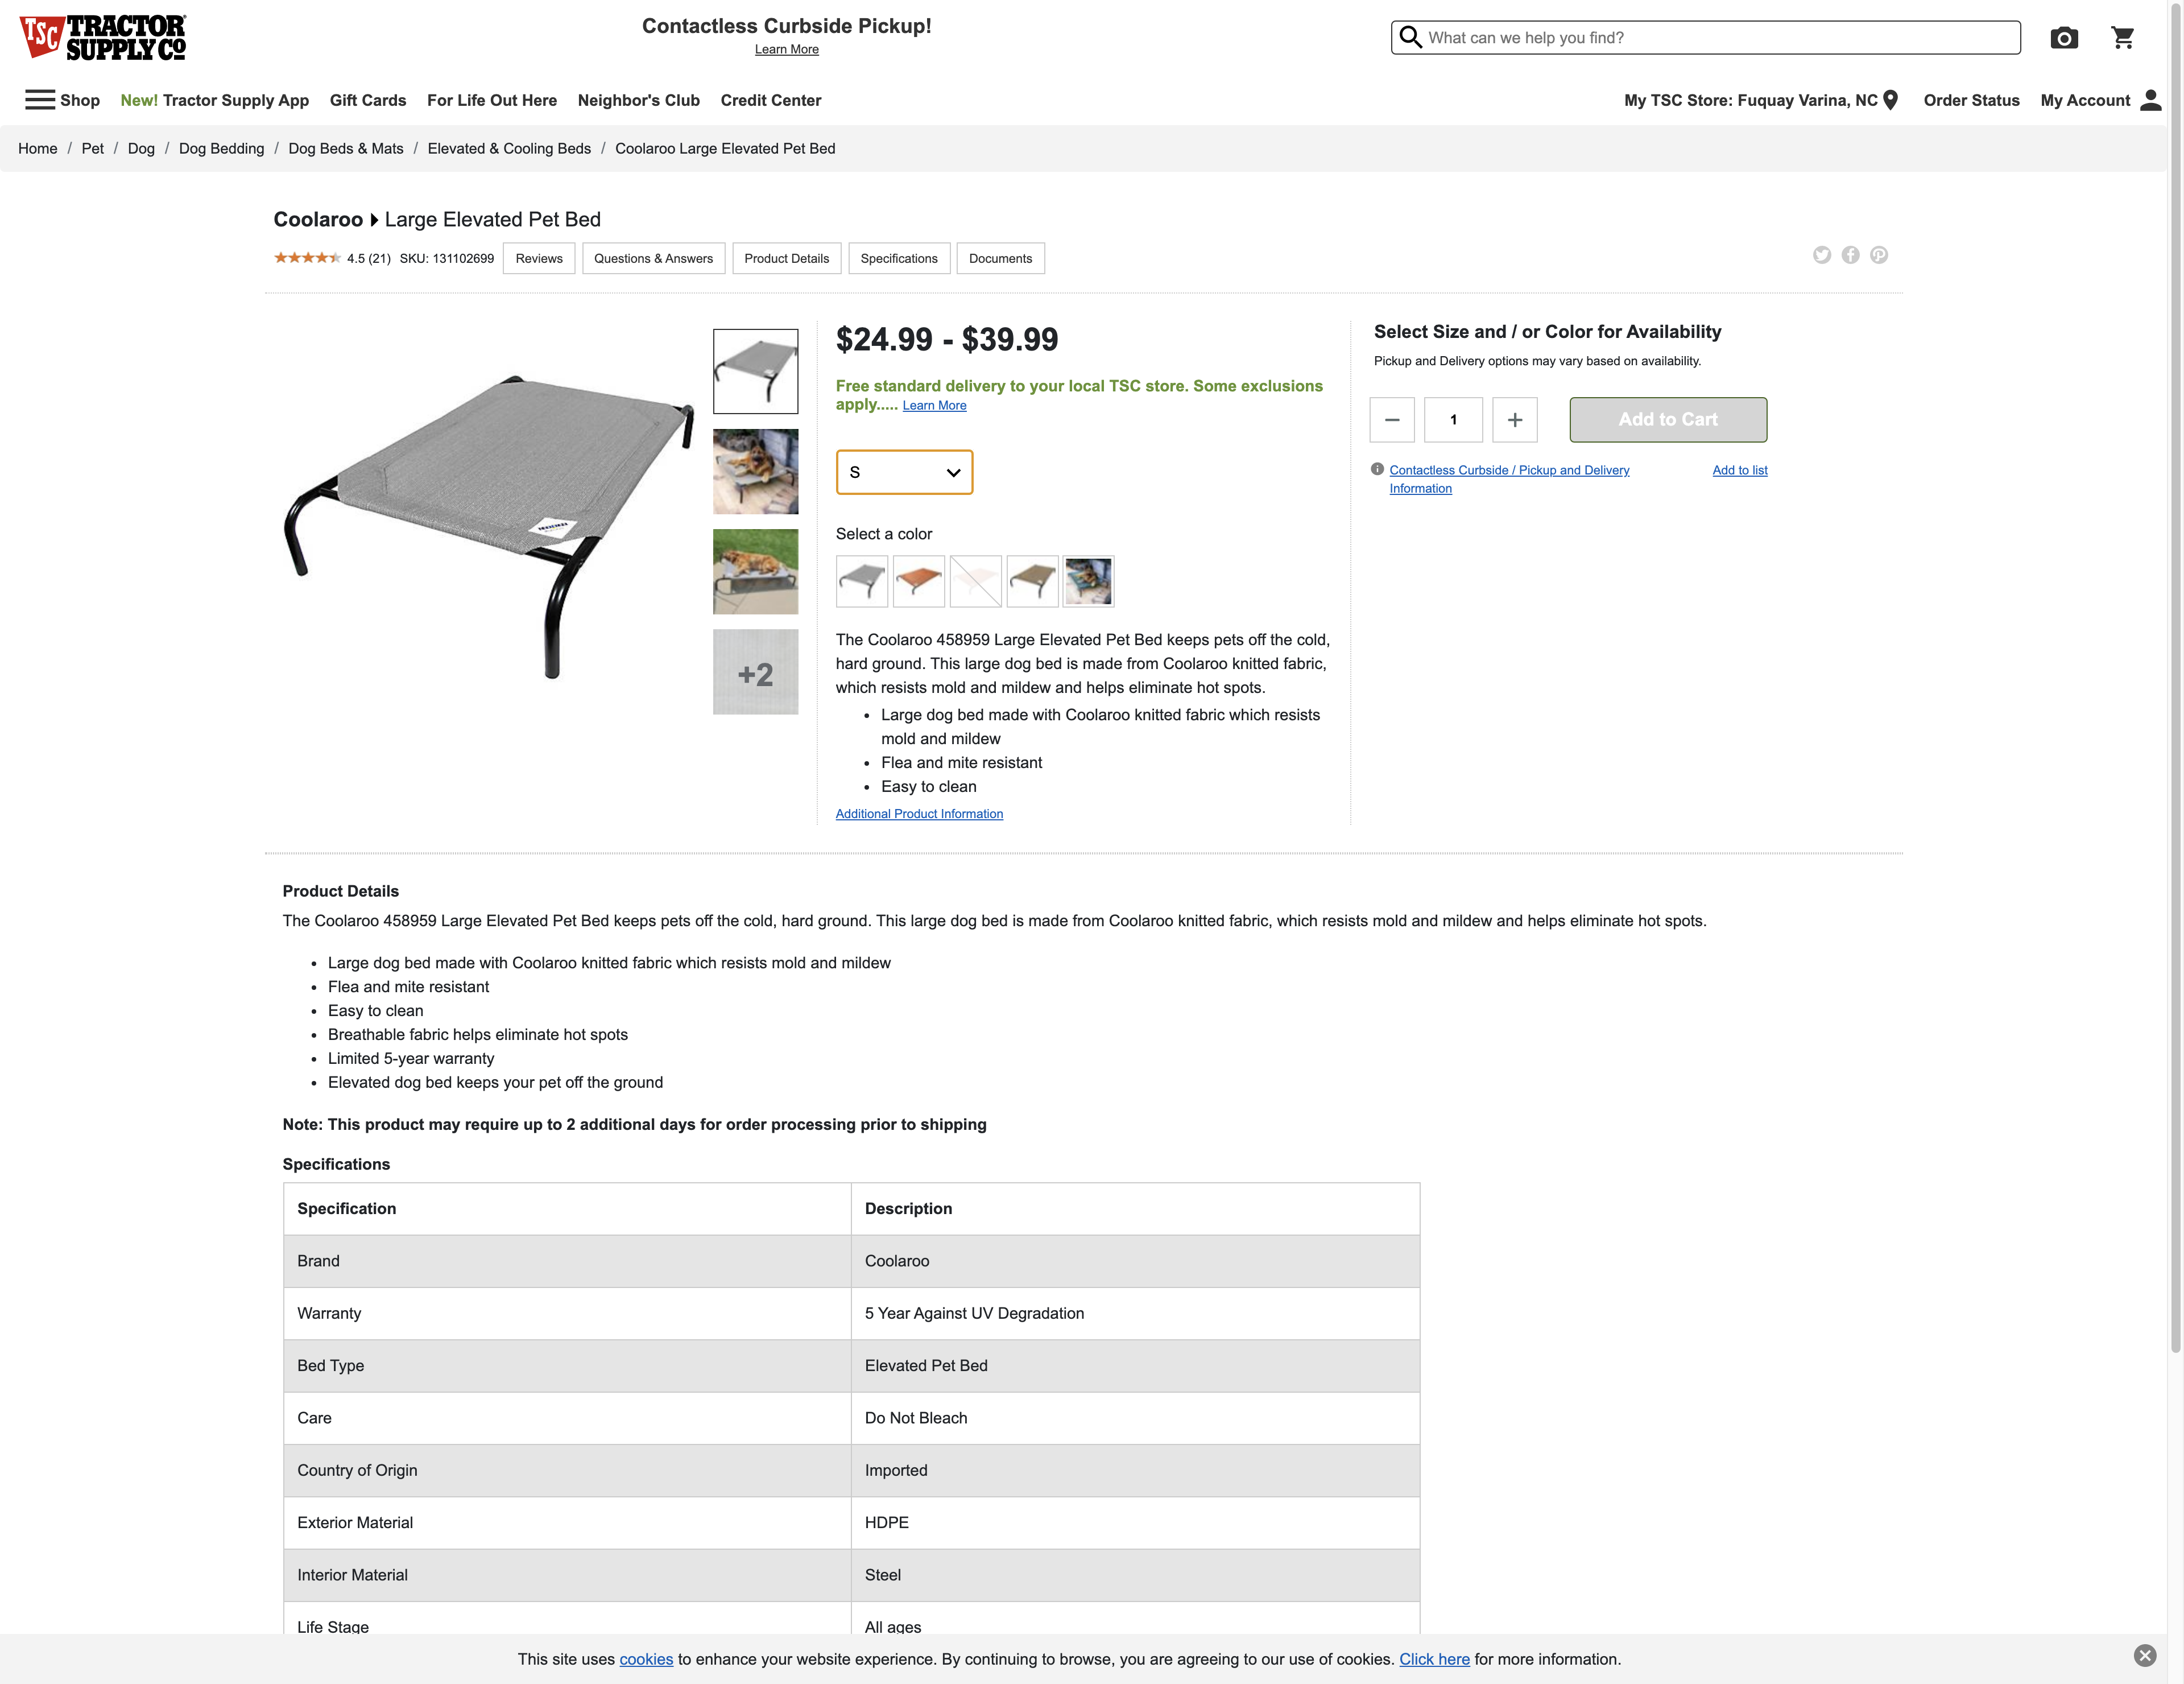 TSC TRACTOR
SUPPLY CO
Contactless Curbside Pickup!
Learn More
What can we help you find?
Shop New! Tractor Supply App Gift Cards For Life Out Here Neighbor's Club Credit Center
My TSC Store: Fuquay Varina, NC Order Status My Account
Home / Pet / Dog / Dog Bedding / Dog Beds & Mats / Elevated & Cooling Beds / Coolaroo Large Elevated Pet Bed
Coolaroo Large Elevated Pet Bed
4.5 (21) SKU: 131102699 Reviews Questions & Answers Product Details Specifications Documents
+2
$24.99 - $39.99
Free standard delivery to your local TSC store. Some exclusions
apply..... Learn More
S
Select a color
The Coolaroo 458959 Large Elevated Pet Bed keeps pets off the cold,
hard ground. This large dog bed is made from Coolaroo knitted fabric,
which resists mold and mildew and helps eliminate hot spots.
• Large dog bed made with Coolaroo knitted fabric which resists
mold and mildew
• Flea and mite resistant
• Easy to clean
Additional Product Information
Select Size and / or Color for Availability
Pickup and Delivery options may vary based on availability.
1
Add to Cart
Contactless Curbside / Pickup and Delivery
Information
Add to list
Product Details
The Coolaroo 458959 Large Elevated Pet Bed keeps pets off the cold, hard ground. This large dog bed is made from Coolaroo knitted fabric, which resists mold and mildew and helps eliminate hot spots.
• Large dog bed made with Coolaroo knitted fabric which resists mold and mildew
• Flea and mite resistant
• Easy to clean
• Breathable fabric helps eliminate hot spots
• Limited 5-year warranty
• Elevated dog bed keeps your pet off the ground
Note: This product may require up to 2 additional days for order processing prior to shipping
Specifications
Specification Description
Brand Coolaroo
Warranty 5 Year Against UV Degradation
Bed Type Elevated Pet Bed
Care Do Not Bleach
Country of Origin Imported
Exterior Material HDPE
Interior Material Steel
Life Stage All ages
This site uses cookies to enhance your website experience. By continuing to browse, you are agreeing to our use of cookies. Click here for more information.